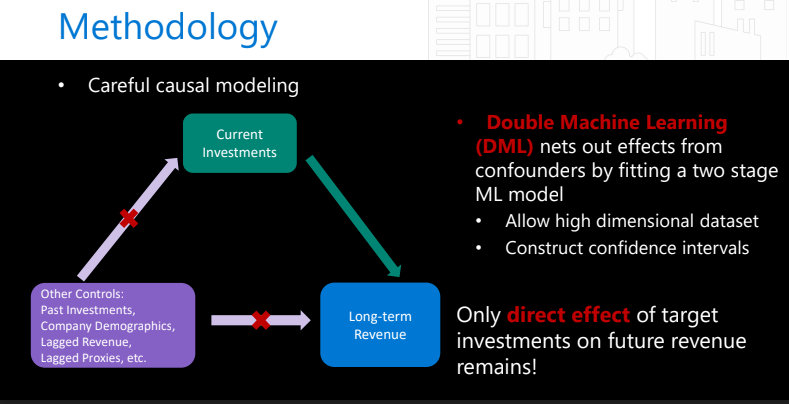 Methodology
• Careful causal modeling
Current
Investments
Other Controls:
Past Investments,
Company Demographics,
Lagged Revenue,
Lagged Proxies, etc.
Long-term
Revenue
• Double Machine Learning
(DML) nets out effects from
confounders by fitting a two stage
ML model
• Allow high dimensional dataset
• Construct confidence intervals
Only direct effect of target
investments on future revenue
remains!